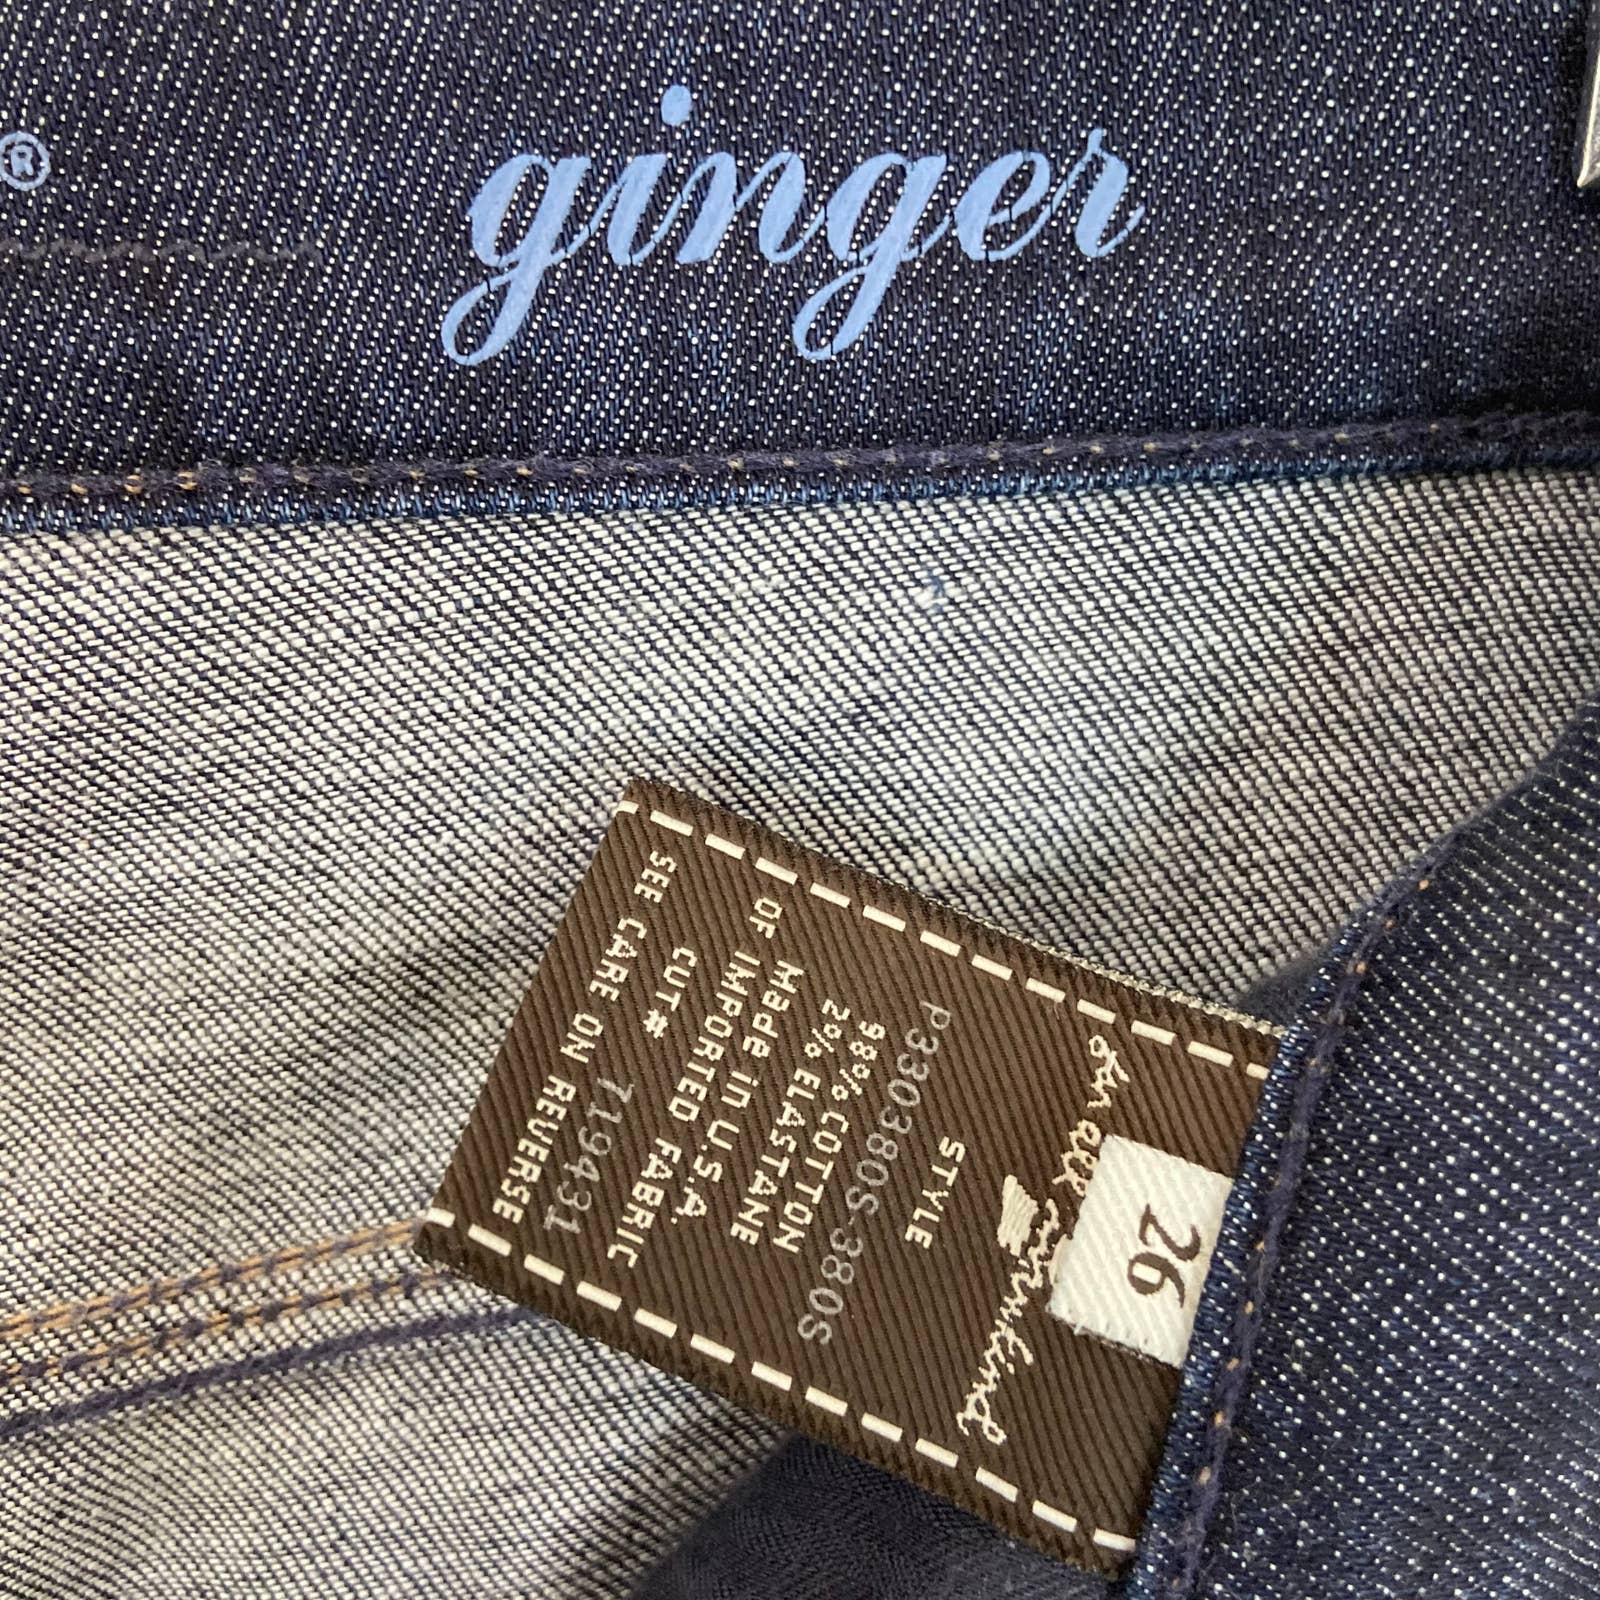 ®
ginger
for all 7 mankind
26
STYLE
P330380S-380S
98% COTTON
2% ELASTANE
Made in U.S.A.
OF IMPORTED FABRIC
CUT# 719431
SEE CARE ON REVERSE